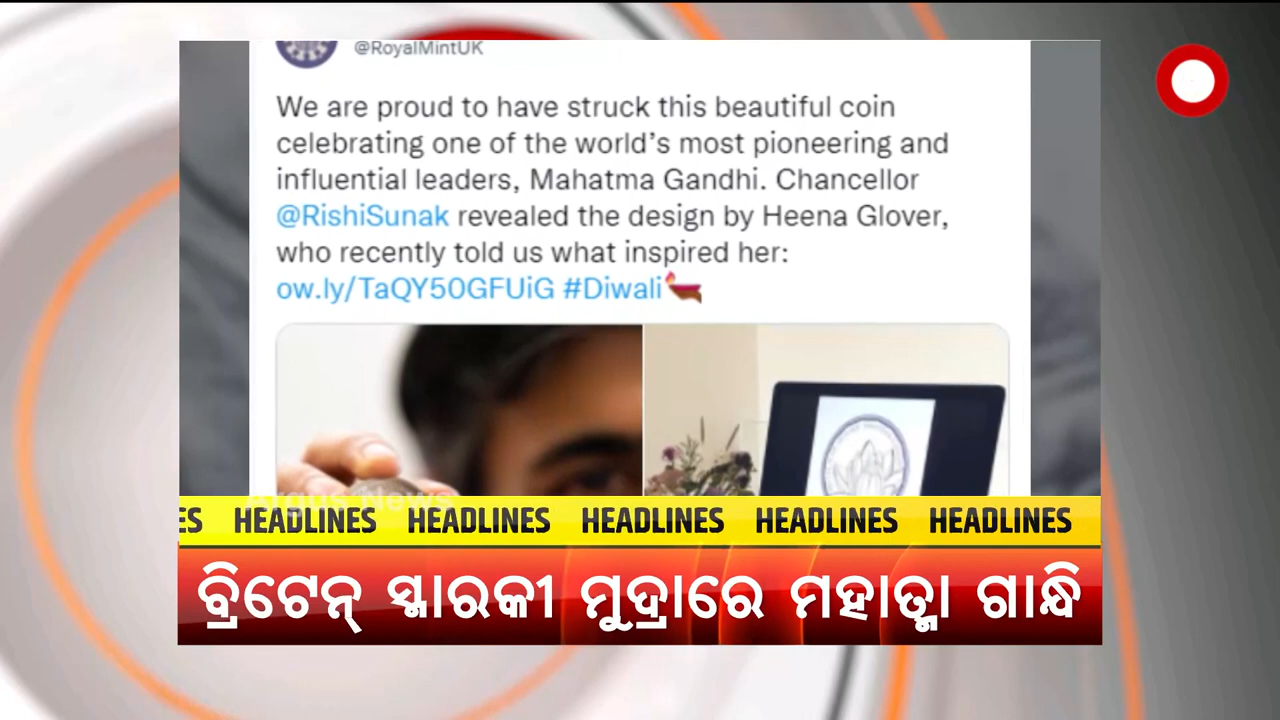 @RoyalMintUK
We are proud to have struck this beautiful coin
celebrating one of the world's most pioneering and
influential leaders, Mahatma Gandhi. Chancellor
@RishiSunak revealed the design by Heena Glover,
who recently told us what inspired her:
ow.ly/TaQY50GFUiG #Diwali
Argus News
ES HEADLINES HEADLINES HEADLINES HEADLINES HEADLINES
ବ୍ରିଟେନ୍ ସ୍ମାରକୀ ମୁଦ୍ରାରେ ମହାତ୍ମା ଗାନ୍ଧି